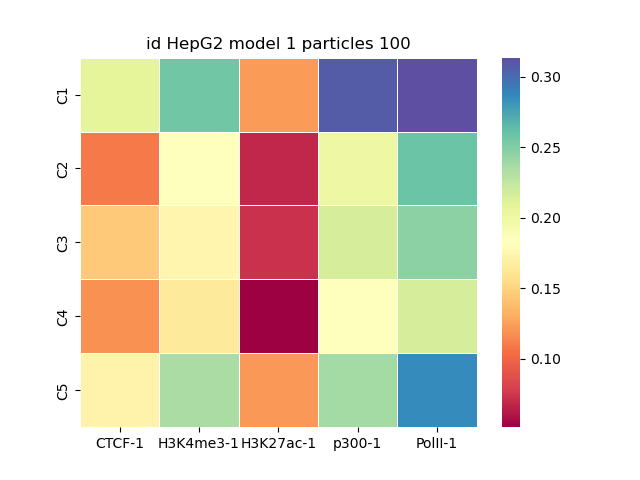 id HepG2 model 1 particles 100
C1
C2
C3
C4
C5
CTCF-1 H3K4me3-1 H3K27ac-1 p300-1 PolII-1
0.30
0.25
0.20
0.15
0.10